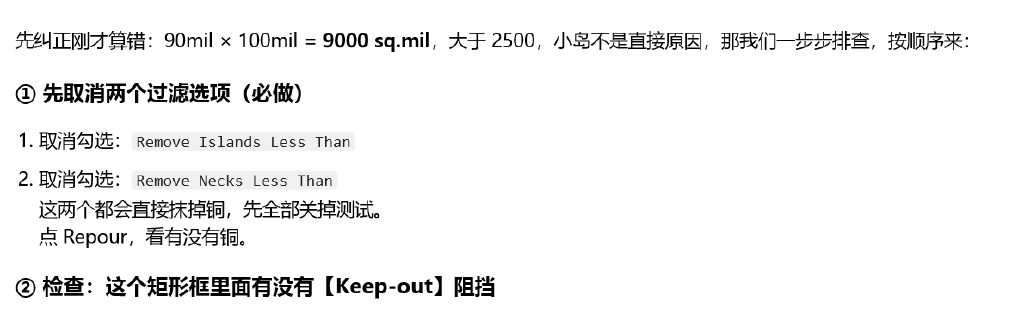 先纠正刚才算错：90mil × 100mil = 9000 sq.mil，大于 2500，小岛不是直接原因，那我们一步步排查，按顺序来：
① 先取消两个过滤选项（必做）
1. 取消勾选：Remove Islands Less Than
2. 取消勾选：Remove Necks Less Than
这两个都会直接抹掉铜，先全部关掉测试。
点 Repour，看有没有铜。
② 检查：这个矩形框里面有没有【Keep-out】阻挡